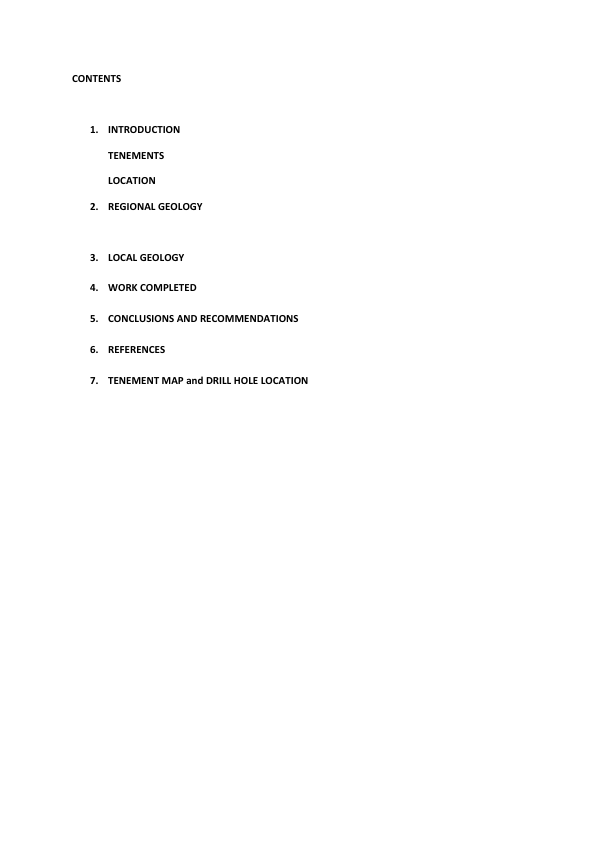 CONTENTS
1. INTRODUCTION
TENEMENTS
LOCATION
2. REGIONAL GEOLOGY
3. LOCAL GEOLOGY
4. WORK COMPLETED
5. CONCLUSIONS AND RECOMMENDATIONS
6. REFERENCES
7. TENEMENT MAP and DRILL HOLE LOCATION